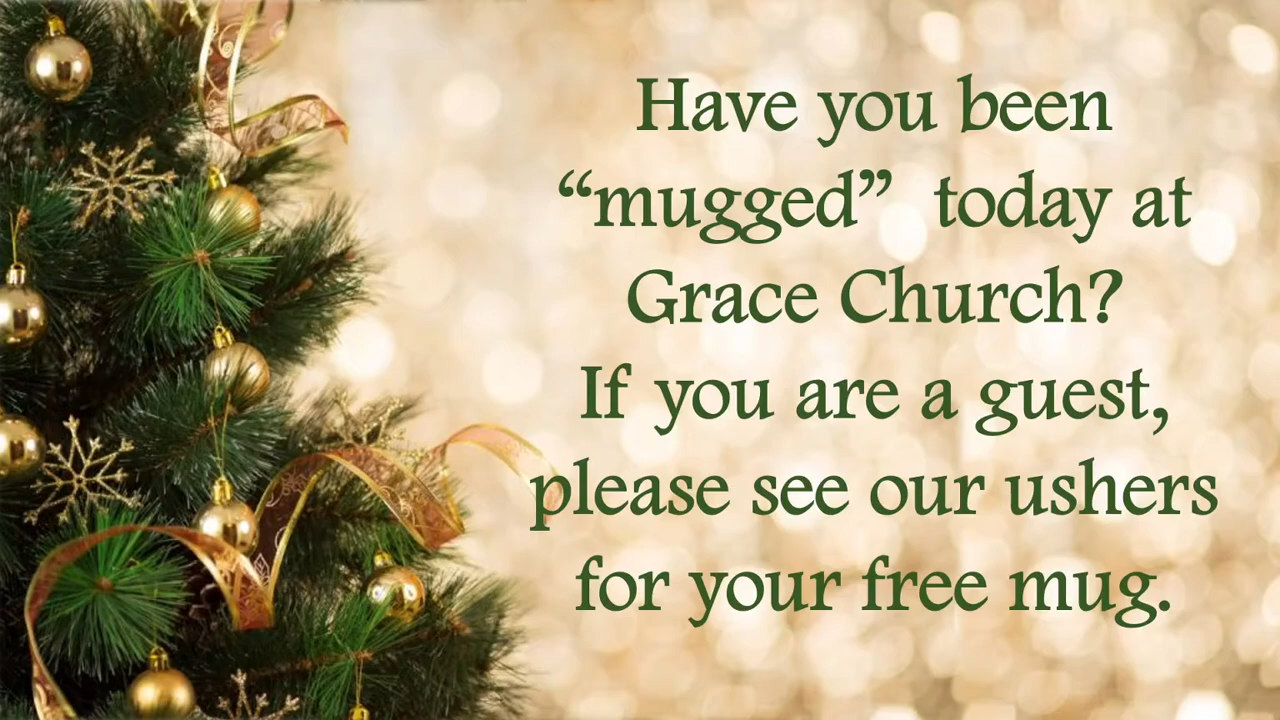 Have you been
“mugged”  today at
Grace Church?
If you are a guest,
please see our ushers
for your free mug.